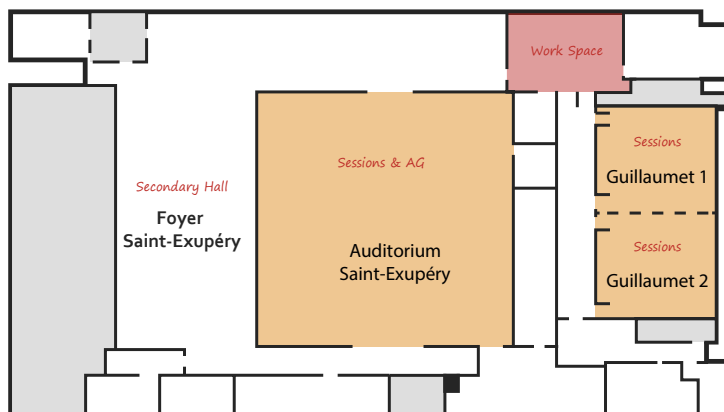 Work Space
Sessions
Guillaumet 1
Sessions & AG
Secondary Hall
Foyer
Saint-Exupéry
Auditorium
Saint-Exupéry
Sessions
Guillaumet 2